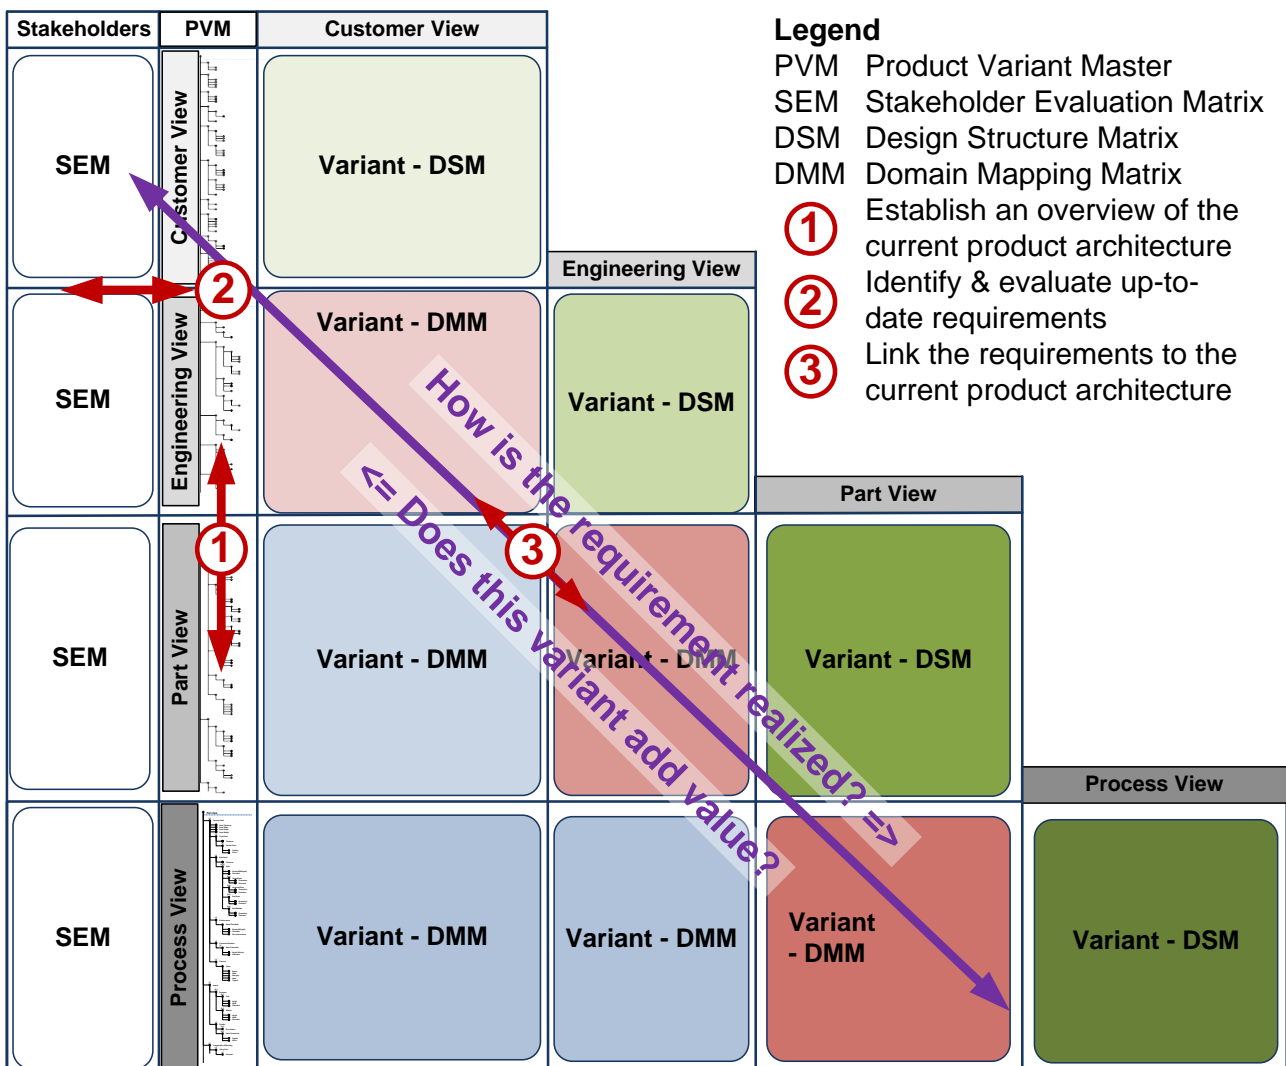 Stakeholders
PVM
Customer View
Legend
PVM Product Variant Master
SEM Stakeholder Evaluation Matrix
DSM Design Structure Matrix
DMM Domain Mapping Matrix
1 Establish an overview of the
current product architecture
2 Identify & evaluate up-to-
date requirements
3 Link the requirements to the
current product architecture
SEM
Customer View
Variant - DSM
Engineering View
2
SEM
Engineering View
Variant - DMM
Variant - DSM
How is the requirement realized? =>
<= Does this variant add value?
Part View
1
3
SEM
Part View
Variant - DMM
Variant - DMM
Variant - DSM
Process View
SEM
Process View
Variant - DMM
Variant - DMM
Variant
- DMM
Variant - DSM